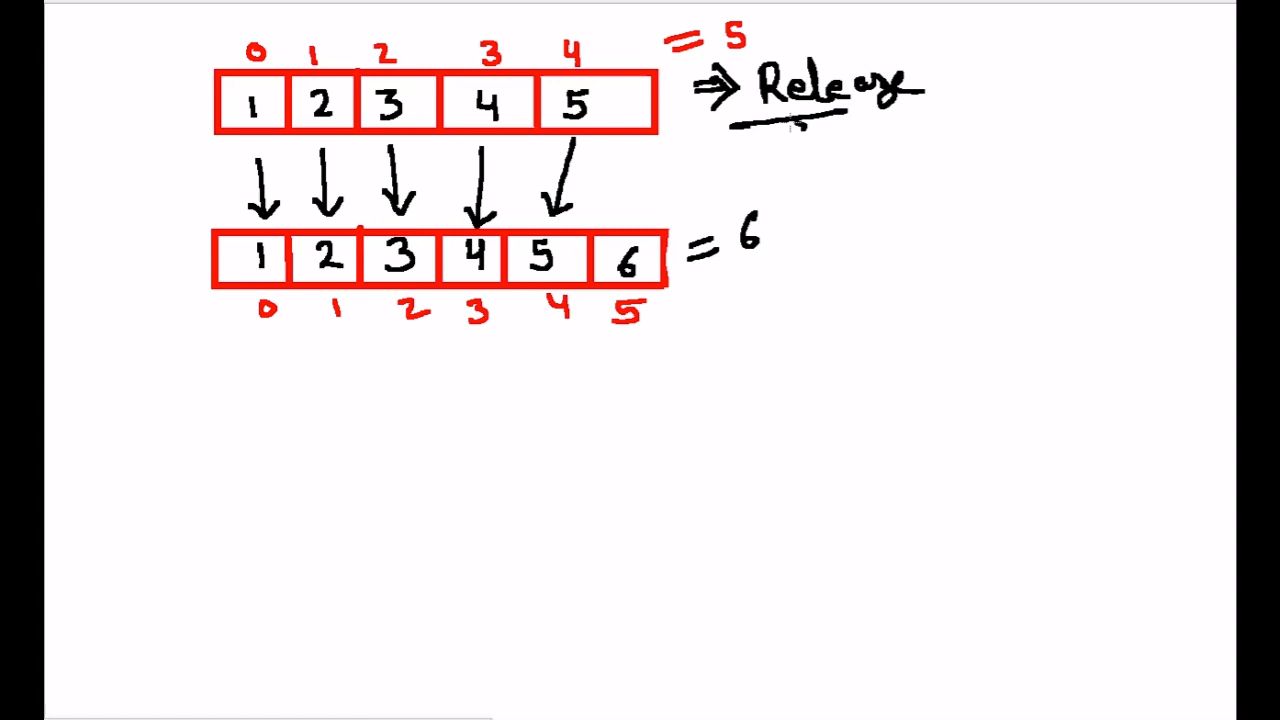 0 1 2 3 4 = 5
1 2 3 4 5 ⇒ Release
1 2 3 4 5 6 = 6
0 1 2 3 4 5